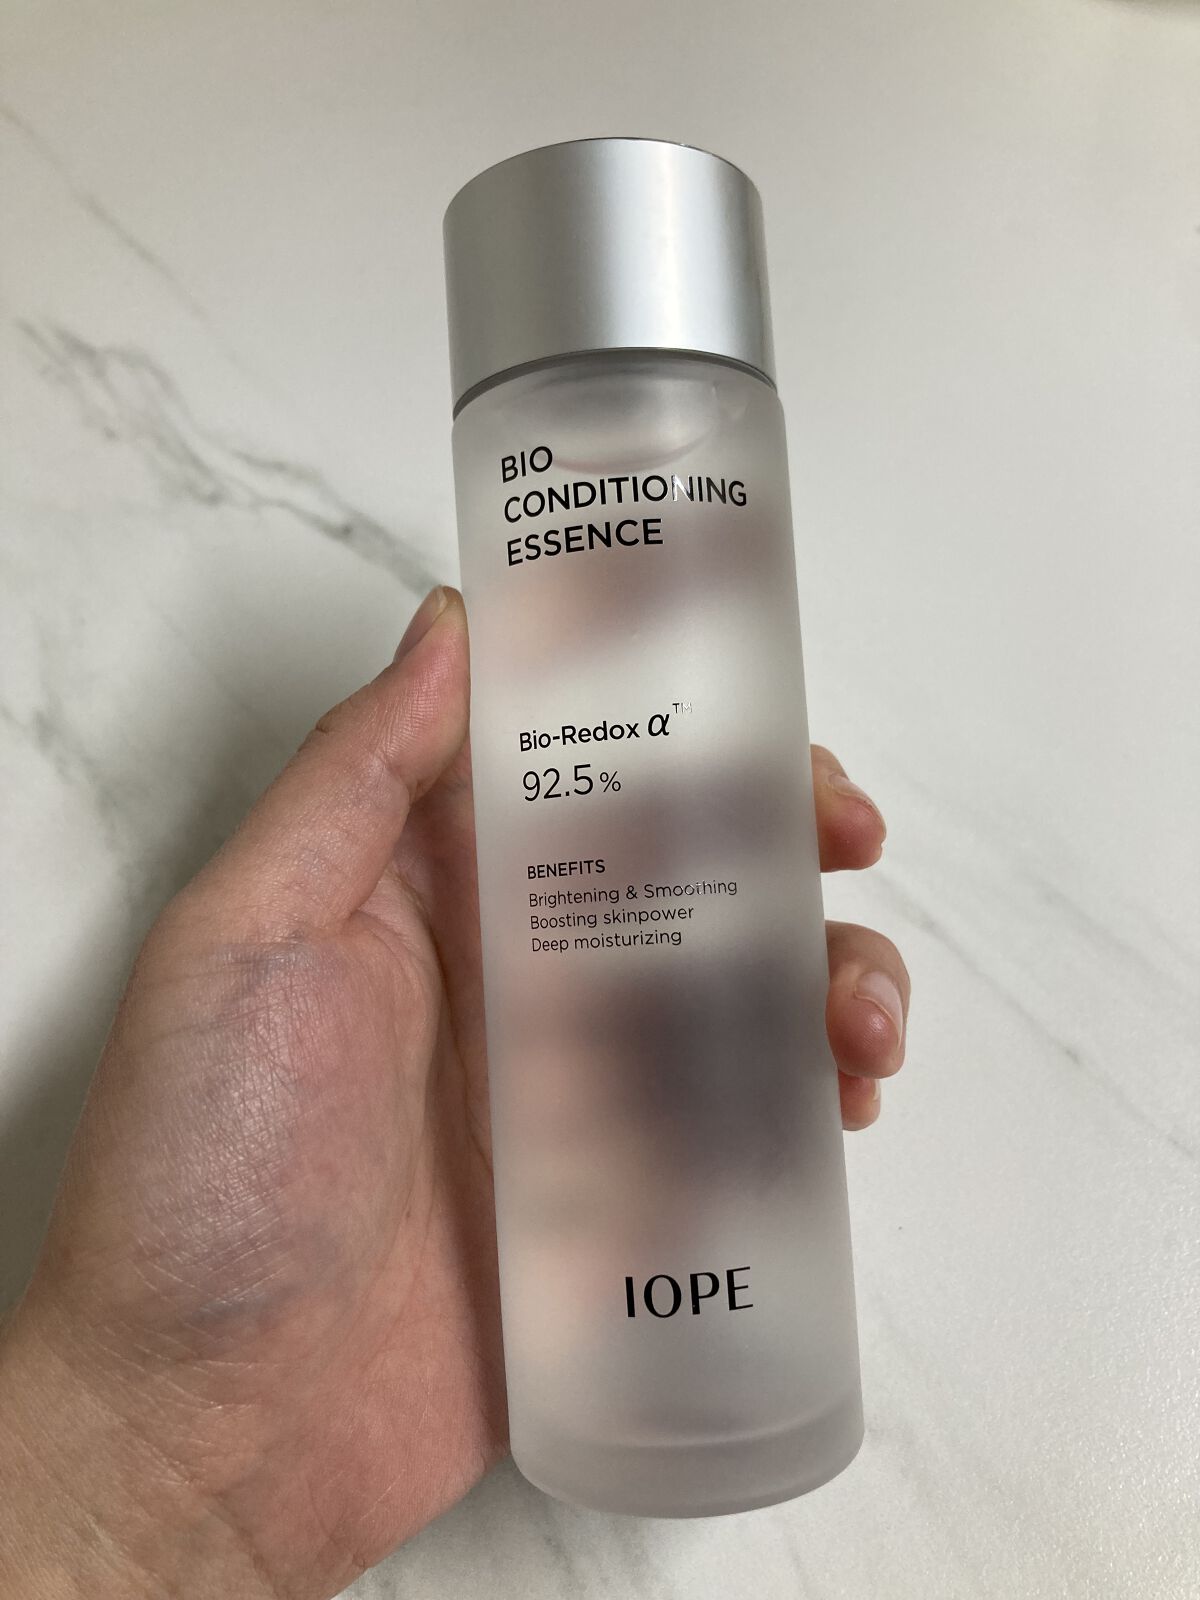 BIO
CONDITIONING
ESSENCE
Bio-Redox α™
92.5%
BENEFITS
Brightening & Smoothing
Boosting skinpower
Deep moisturizing
IOPE